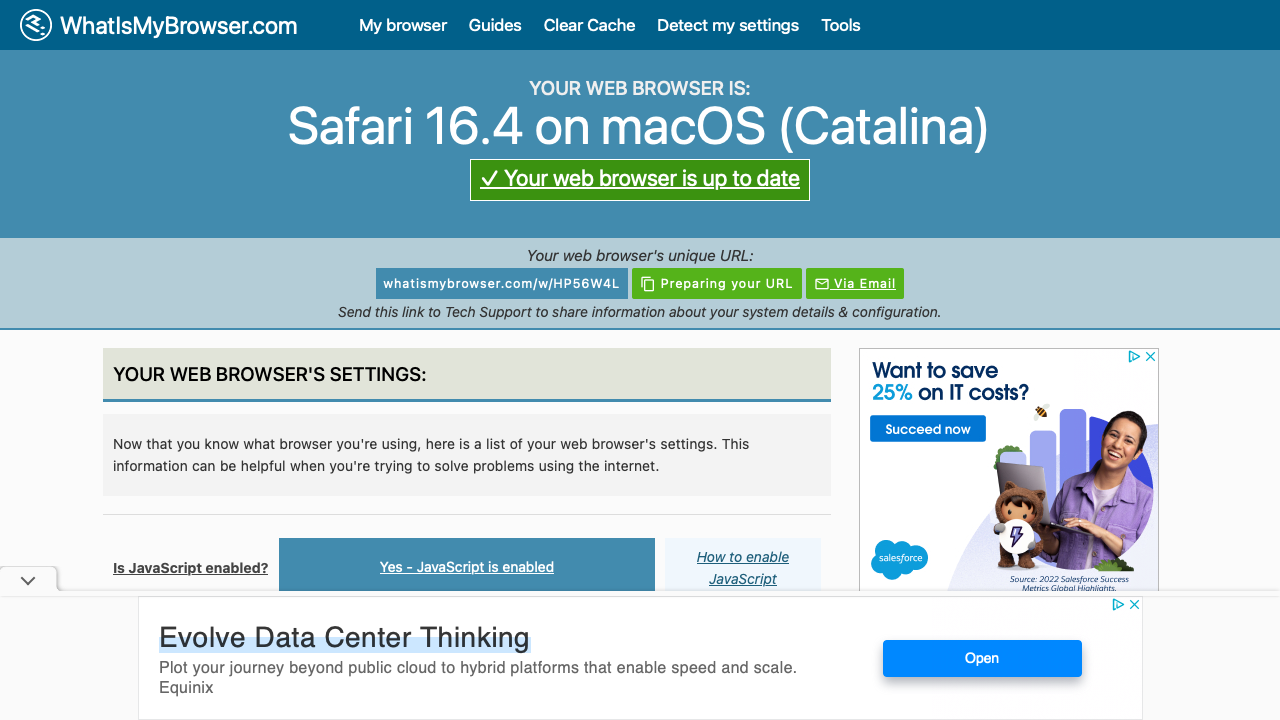 WhatIsMyBrowser.com
My browser Guides Clear Cache Detect my settings Tools
YOUR WEB BROWSER IS:
Safari 16.4 on macOS (Catalina)
✓ Your web browser is up to date
Your web browser's unique URL:
whatismybrowser.com/w/HP56W4L Preparing your URL Via Email
Send this link to Tech Support to share information about your system details & configuration.
YOUR WEB BROWSER'S SETTINGS:
Now that you know what browser you're using, here is a list of your web browser's settings. This
information can be helpful when you're trying to solve problems using the internet.
Is JavaScript enabled?
Yes - JavaScript is enabled
How to enable
JavaScript
Want to save
25% on IT costs?
Succeed now
salesforce
Source: 2022 Salesforce Success
Metrics Global Highlights.
Evolve Data Center Thinking
Plot your journey beyond public cloud to hybrid platforms that enable speed and scale.
Equinix
Open